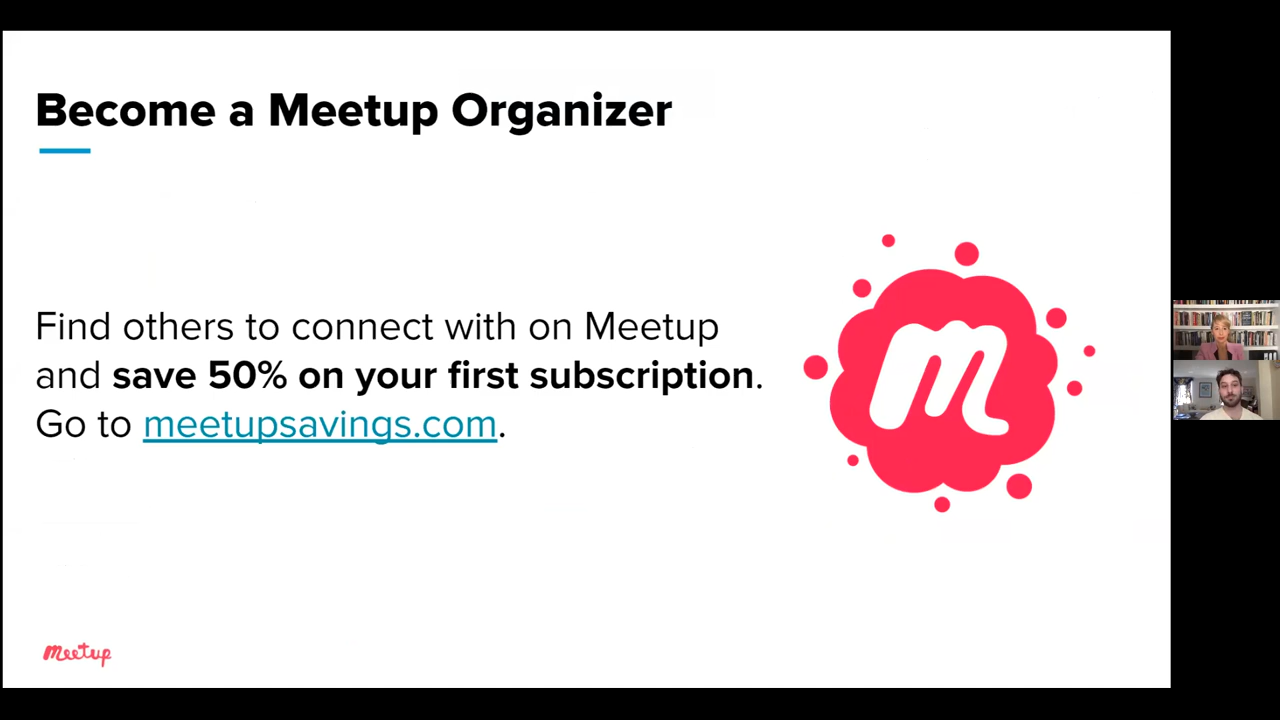 Become a Meetup Organizer
Find others to connect with on Meetup
and save 50% on your first subscription.
Go to meetupsavings.com.
m
meetup